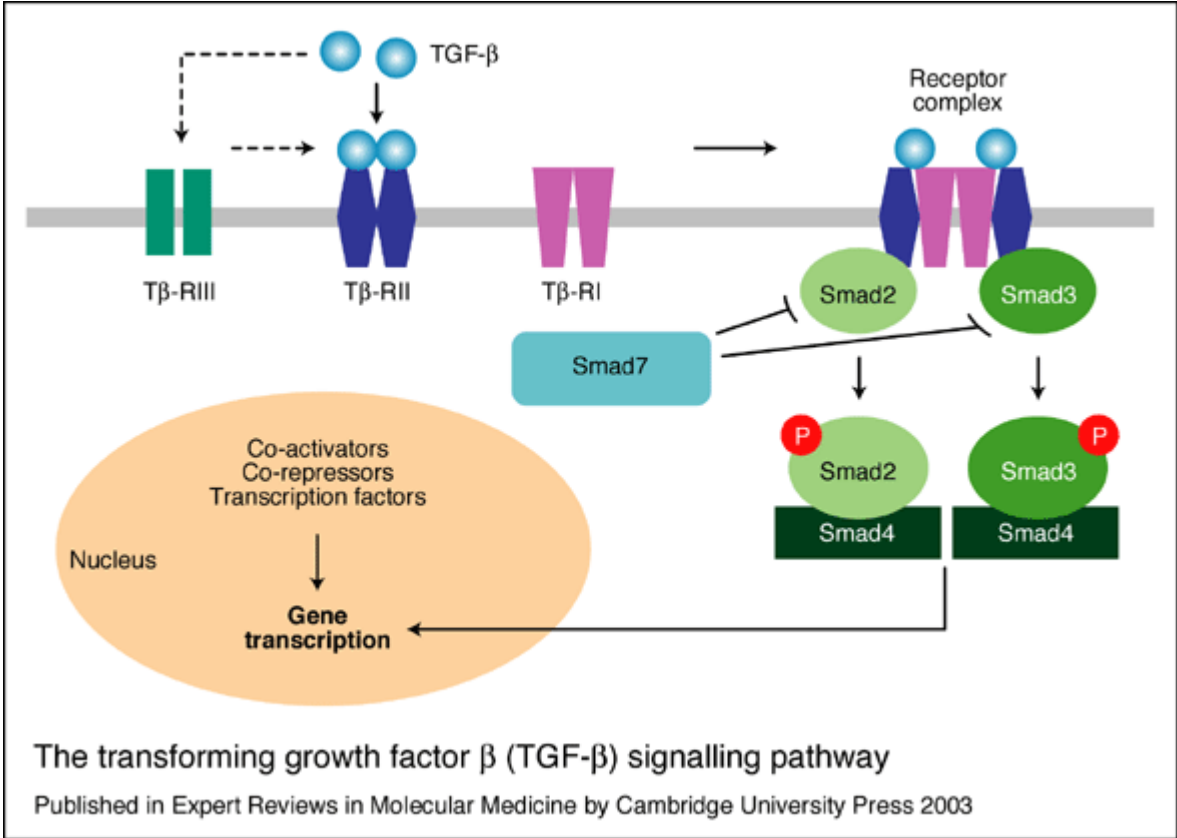 TGF-β
Receptor
complex
Tβ-RIII
Tβ-RII
Tβ-RI
Smad2
Smad3
Smad7
P
P
Smad2
Smad3
Smad4
Smad4
Co-activators
Co-repressors
Transcription factors
Nucleus
Gene
transcription
The transforming growth factor β (TGF-β) signalling pathway
Published in Expert Reviews in Molecular Medicine by Cambridge University Press 2003